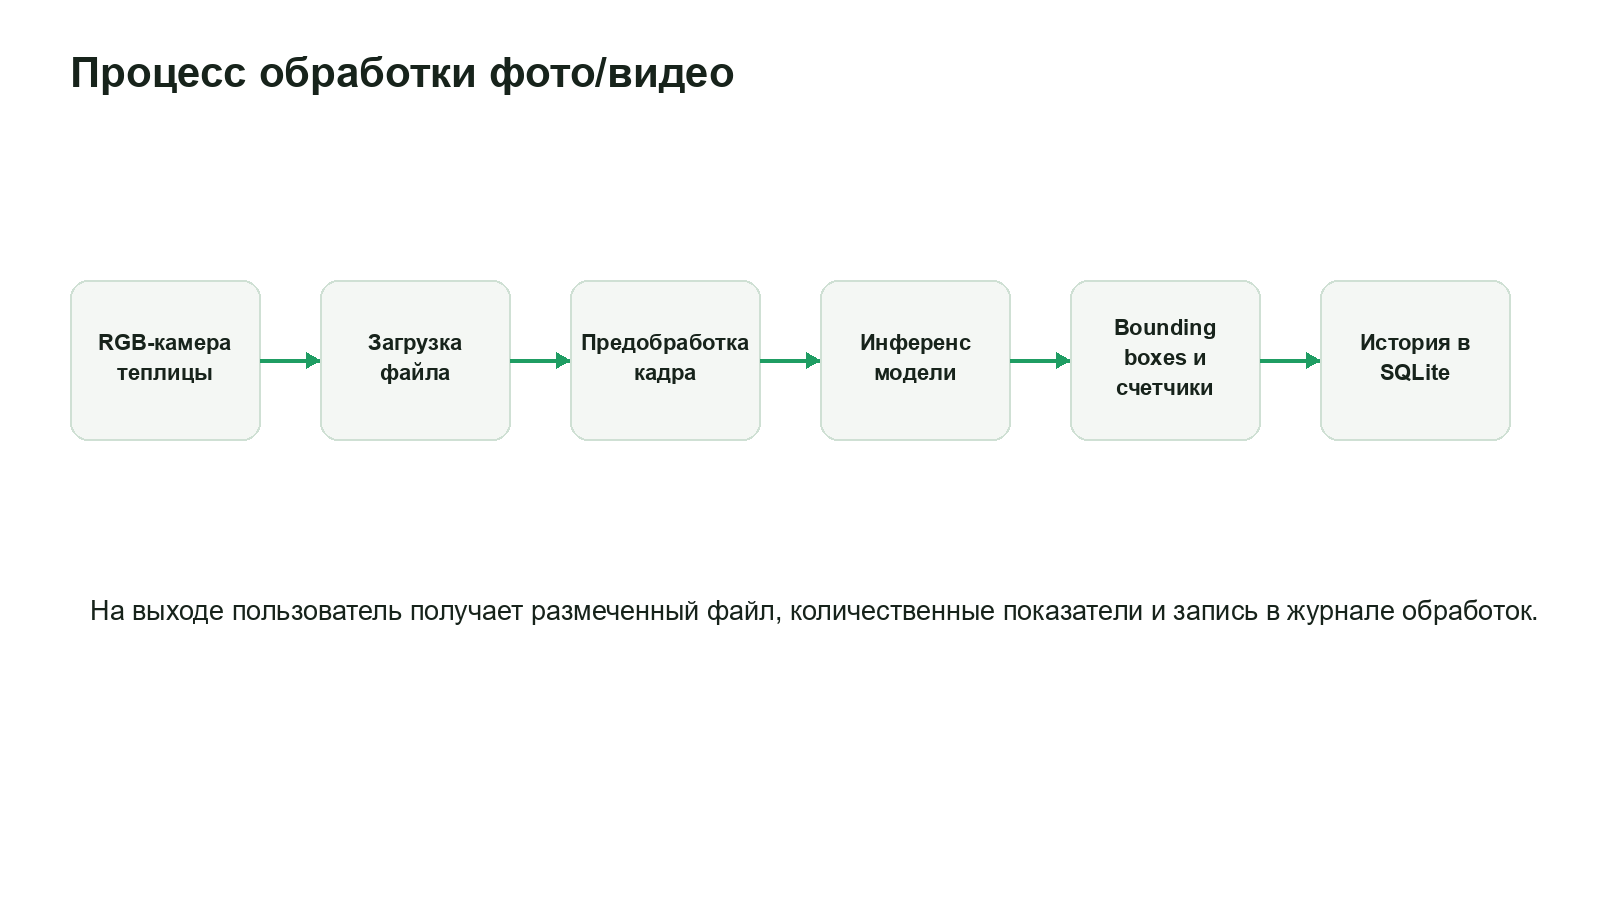 Процесс обработки фото/видео
RGB-камера
теплицы
Загрузка
файла
Предобработка
кадра
Инференс
модели
Bounding
boxes и
счетчики
История в
SQLite
На выходе пользователь получает размеченный файл, количественные показатели и запись в журнале обработок.